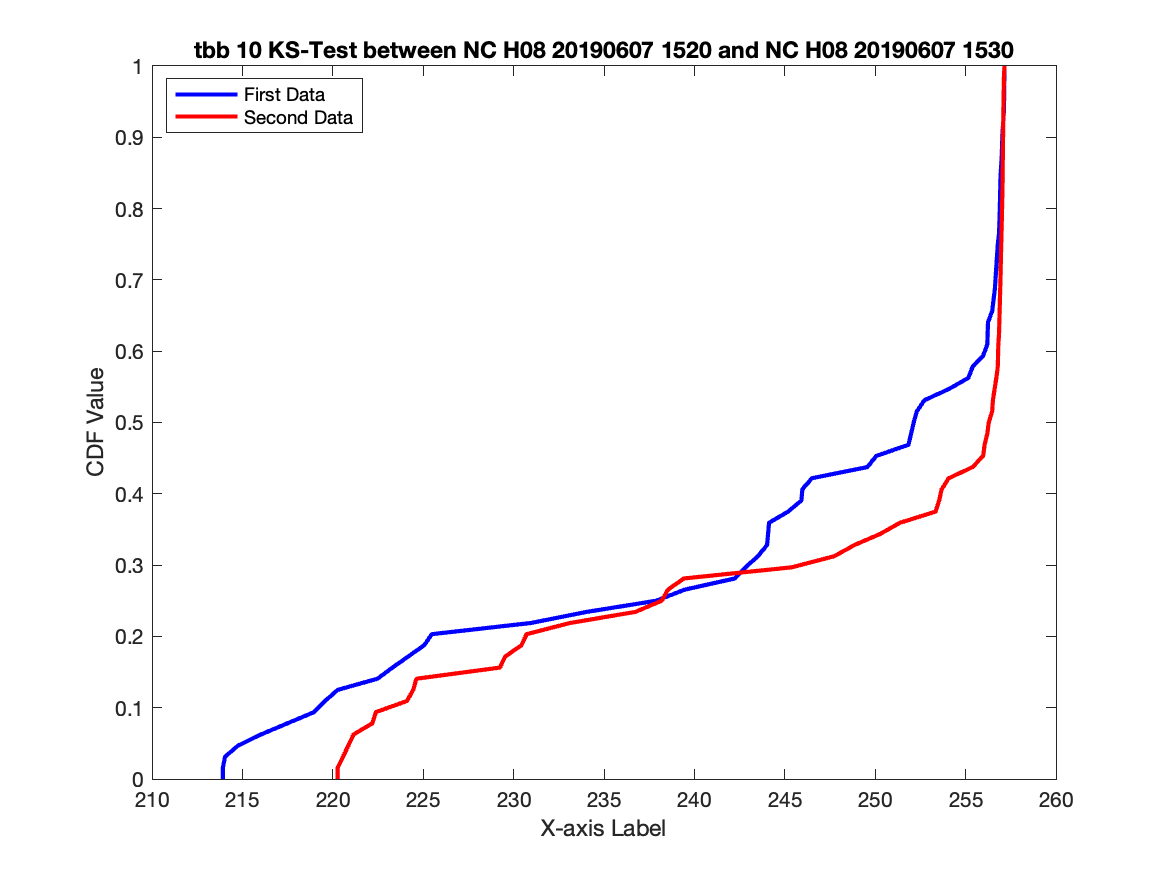 tbb 10 KS-Test between NC H08 20190607 1520 and NC H08 20190607 1530
First Data
Second Data
1
0.9
0.8
0.7
0.6
0.5
0.4
0.3
0.2
0.1
0
CDF Value
210 215 220 225 230 235 240 245 250 255 260
X-axis Label